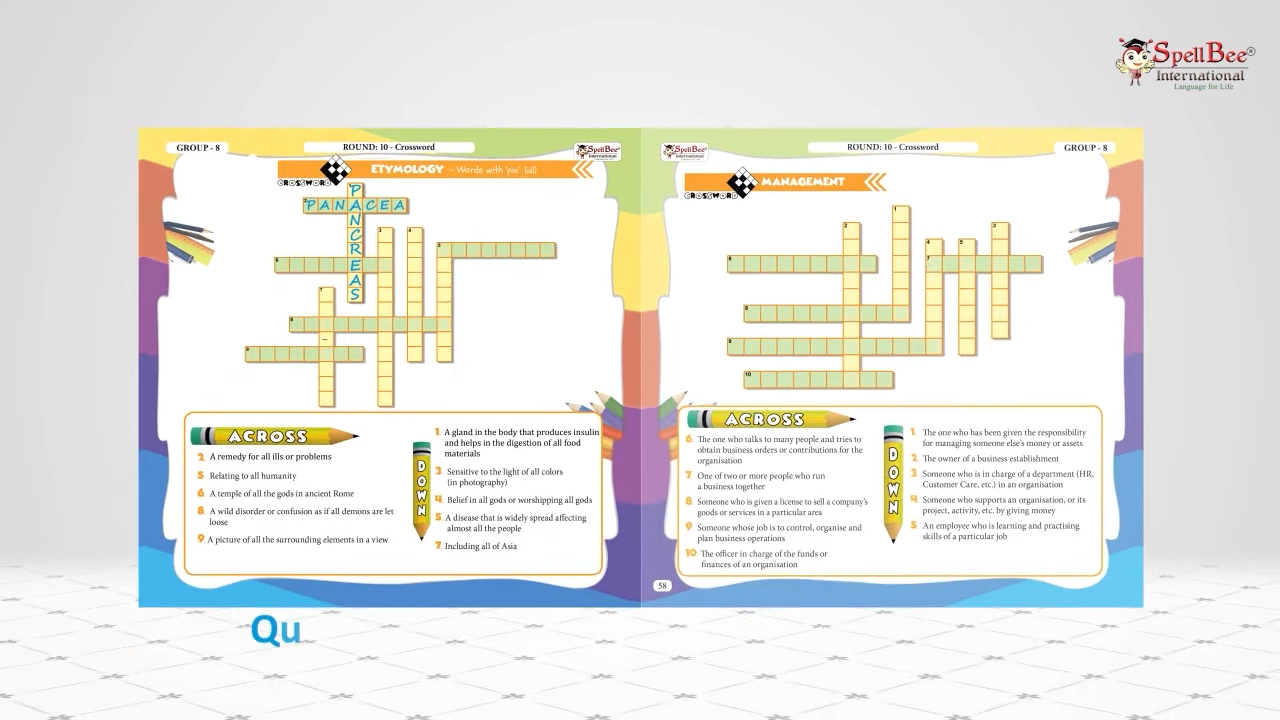 SpellBee®
International
Language for Life
GROUP - 8
ROUND: 10 - Crossword
SpellBee
International
CROSSWORD
ETYMOLOGY - Words with 'pan' (all)
PANACEA
PANCREAS
ACROSS
2. A remedy for all ills or problems
5. Relating to all humanity
6. A temple of all the gods in ancient Rome
8. A wild disorder or confusion as if all demons are let
loose
9. A picture of all the surrounding elements in a view
DOWN
1. A gland in the body that produces insulin
and helps in the digestion of all food
materials
3. Sensitive to the light of all colors
(in photography)
4. Belief in all gods or worshipping all gods
5. A disease that is widely spread affecting
almost all the people
7. Including all of Asia
SpellBee
International
ROUND: 10 - Crossword
GROUP - 8
CROSSWORD
MANAGEMENT
ACROSS
6. The one who talks to many people and tries to
obtain business orders or contributions for the
organisation
7. One of two or more people who run
a business together
8. Someone who is given a license to sell a company's
goods or services in a particular area
9. Someone whose job is to control, organise and
plan business operations
10. The officer in charge of the funds or
finances of an organisation
DOWN
1. The one who has been given the responsibility
for managing someone else's money or assets
2. The owner of a business establishment
3. Someone who is in charge of a department (HR,
Customer Care, etc.) in an organisation
4. Someone who supports an organisation, or its
project, activity, etc. by giving money
5. An employee who is learning and practising
skills of a particular job
58
Qu